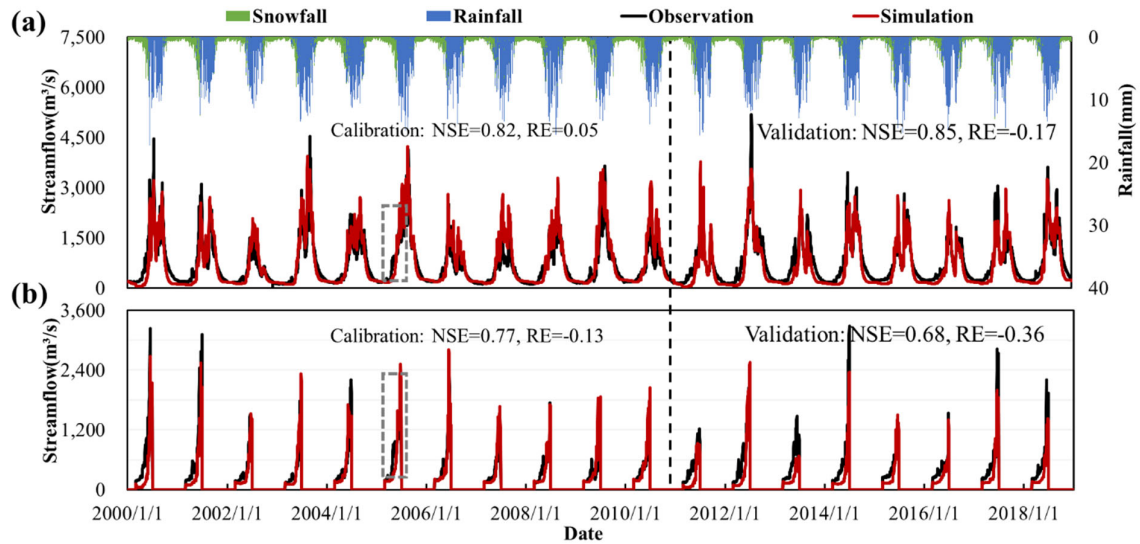 Snowfall Rainfall Observation Simulation
(a)
7,500
6,000
4,500
3,000
1,500
0
Streamflow(m³/s)
0
10
20
30
40
Rainfall(mm)
Calibration: NSE=0.82, RE=0.05
Validation: NSE=0.85, RE=-0.17
(b)
3,600
2,400
1,200
0
Streamflow(m³/s)
Calibration: NSE=0.77, RE=-0.13
Validation: NSE=0.68, RE=-0.36
2000/1/1 2002/1/1 2004/1/1 2006/1/1 2008/1/1 2010/1/1 2012/1/1 2014/1/1 2016/1/1 2018/1/1
Date